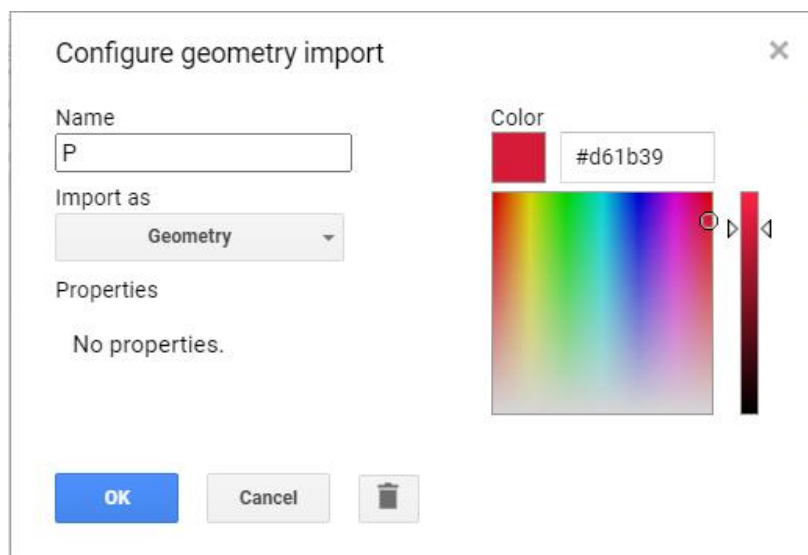 Configure geometry import
Name
P
Import as
Geometry
Properties
No properties.
Color
#d61b39
OK
Cancel